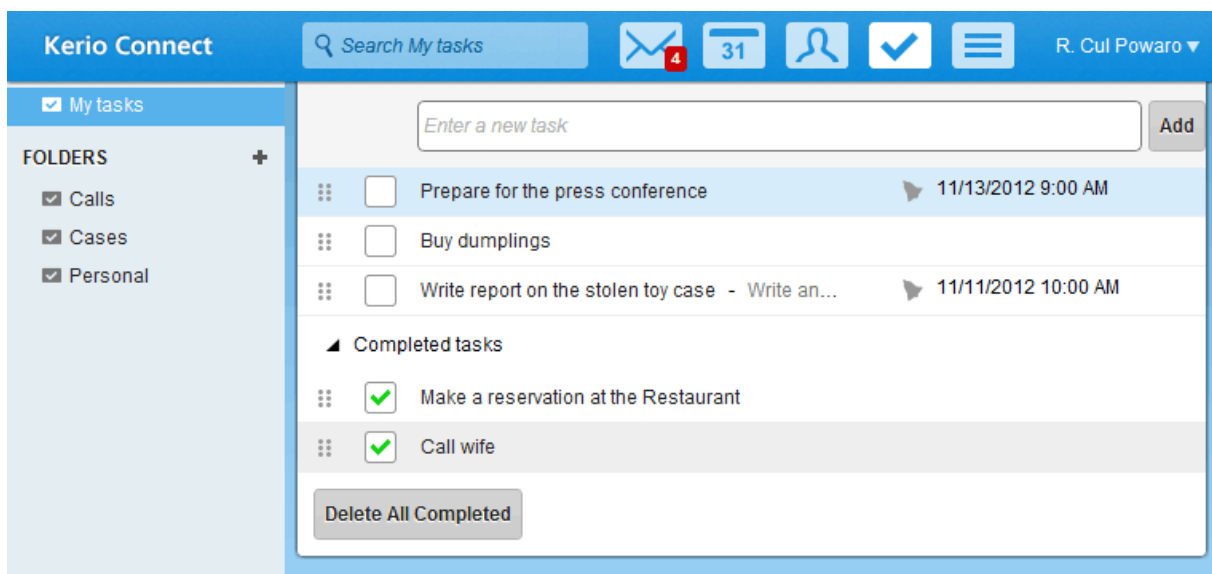 Kerio Connect
Search My tasks
4
31
R. Cul Powaro
My tasks
FOLDERS
Calls
Cases
Personal
Enter a new task
Add
Prepare for the press conference 11/13/2012 9:00 AM
Buy dumplings
Write report on the stolen toy case - Write an... 11/11/2012 10:00 AM
Completed tasks
Make a reservation at the Restaurant
Call wife
Delete All Completed